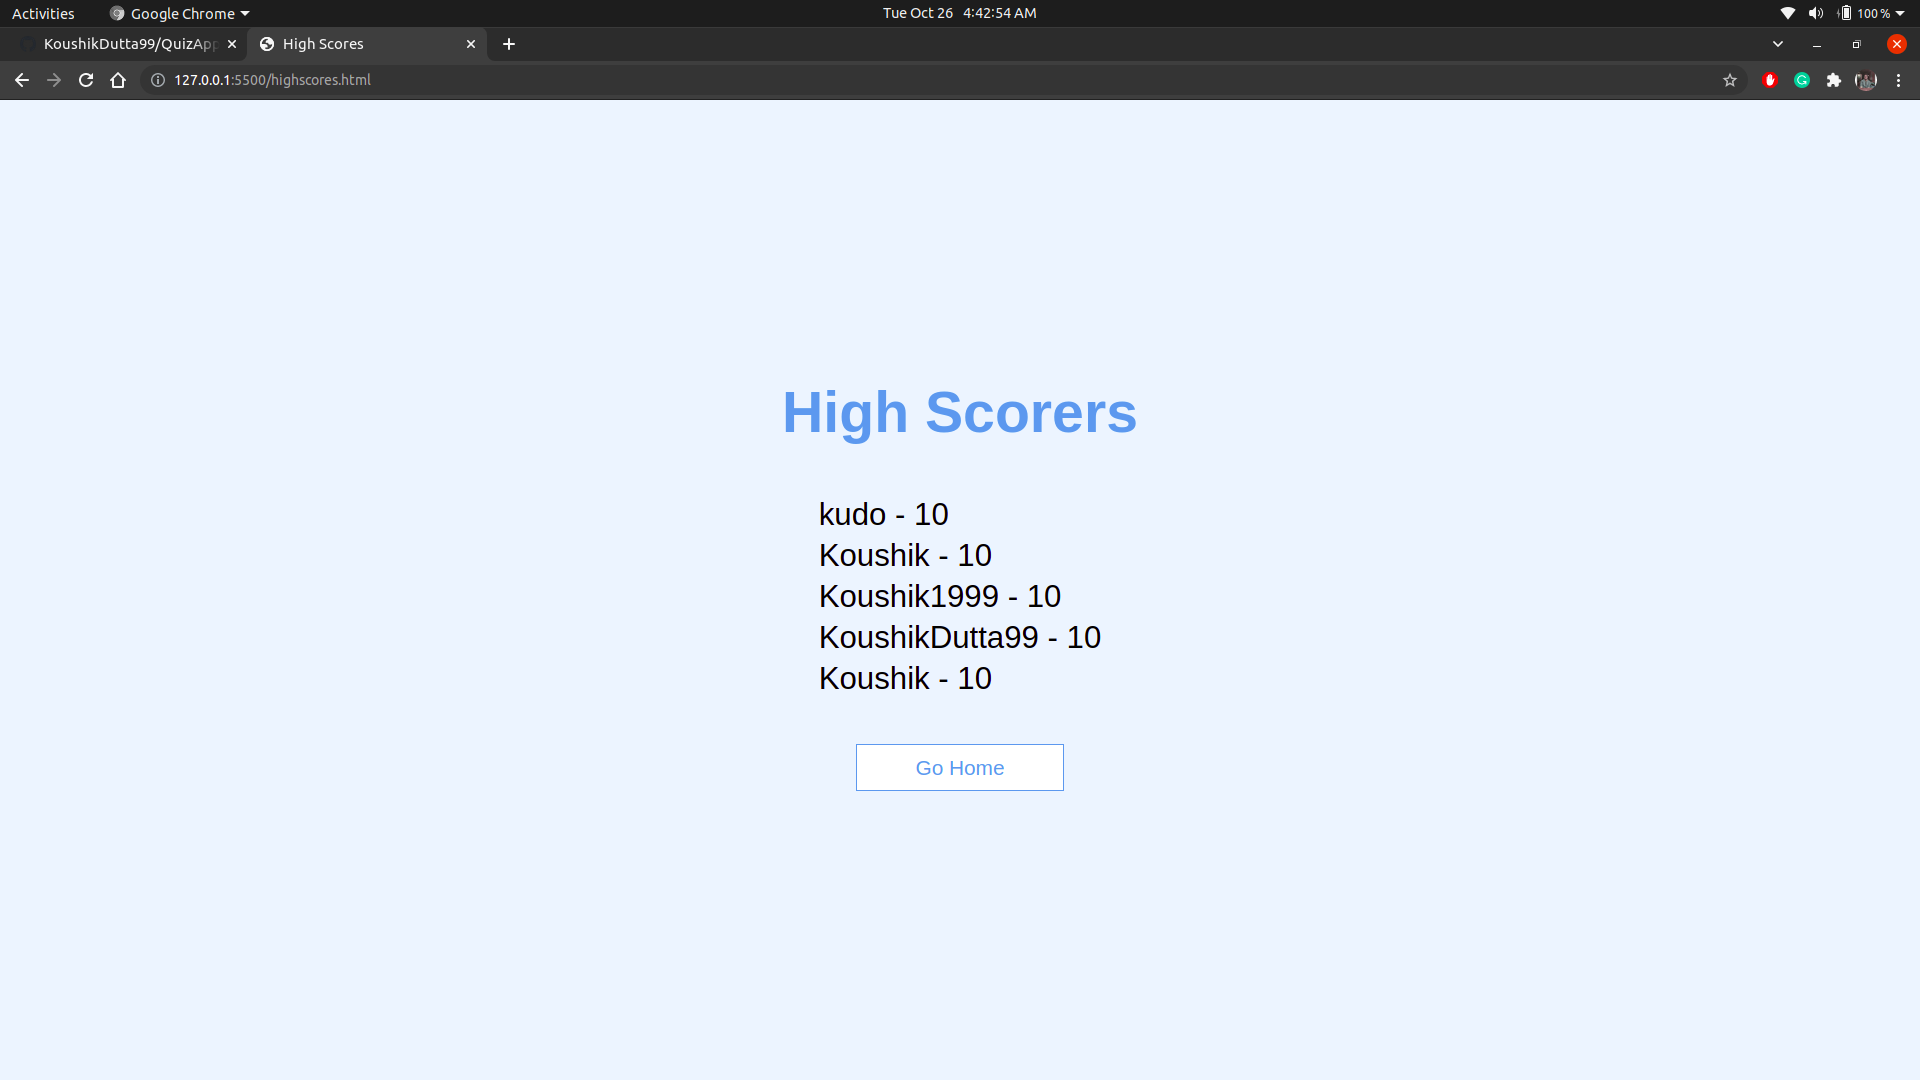 Activities Google Chrome Tue Oct 26 4:42:54 AM 100 %
KoushikDutta99/QuizApp High Scores
127.0.0.1:5500/highscores.html
High Scorers
kudo - 10
Koushik - 10
Koushik1999 - 10
KoushikDutta99 - 10
Koushik - 10
Go Home